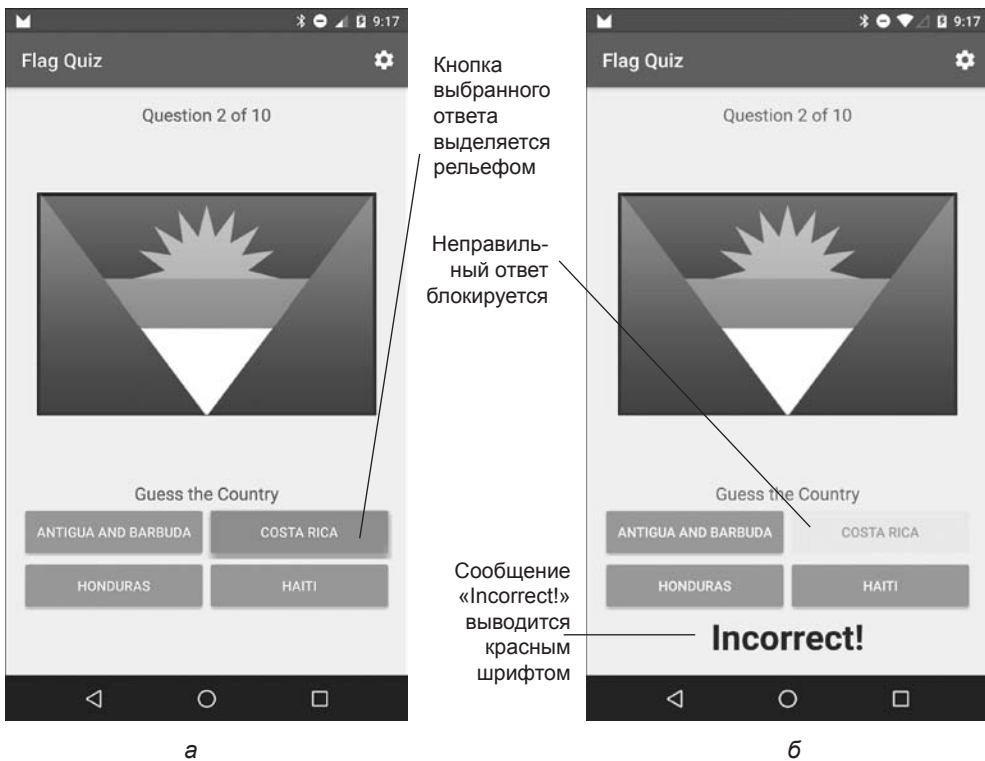 9:17
Flag Quiz
Question 2 of 10
Guess the Country
ANTIGUA AND BARBUDA
COSTA RICA
HONDURAS
HAITI
а
Кнопка
выбранного
ответа
выделяется
рельефом
Неправиль-
ный ответ
блокируется
Сообщение
«Incorrect!»
выводится
красным
шрифтом
9:17
Flag Quiz
Question 2 of 10
Guess the Country
ANTIGUA AND BARBUDA
COSTA RICA
HONDURAS
HAITI
Incorrect!
б